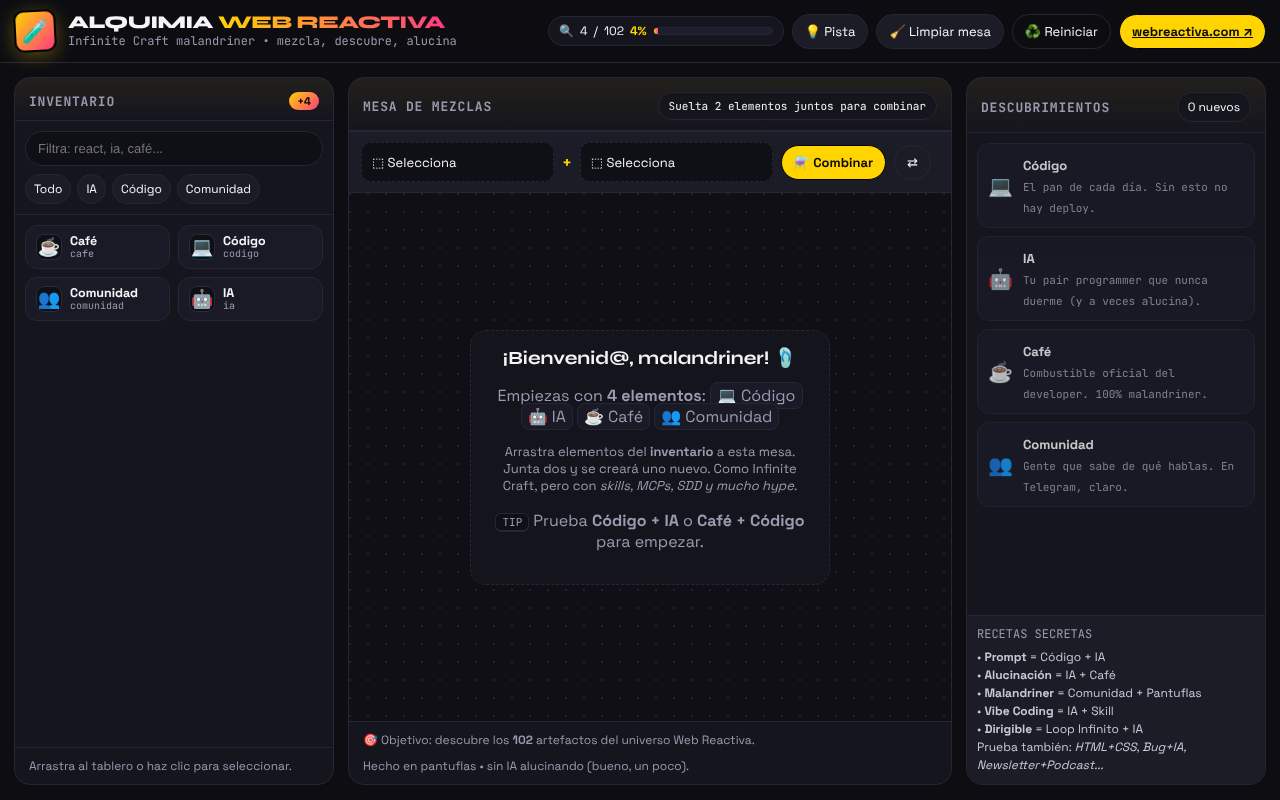 ALQUIMIA WEB REACTIVA
Infinite Craft malandriner • mezcla, descubre, alucina
4 / 102 4%
Pista
Limpiar mesa
Reiniciar
webreactiva.com ↗
INVENTARIO
+4
Filtra: react, ia, café...
Todo
IA
Código
Comunidad
Café
cafe
Código
codigo
Comunidad
comunidad
IA
ia
Arrastra al tablero o haz clic para seleccionar.
MESA DE MEZCLAS
Suelta 2 elementos juntos para combinar
Selecciona
+
Selecciona
Combinar
⇄
¡Bienvenid@, malandriner!
Empiezas con 4 elementos: Código
IA Café Comunidad
Arrastra elementos del inventario a esta mesa.
Junta dos y se creará uno nuevo. Como Infinite
Craft, pero con skills, MCPs, SDD y mucho hype.
TIP Prueba Código + IA o Café + Código
para empezar.
Objetivo: descubre los 102 artefactos del universo Web Reactiva.
Hecho en pantuflas • sin IA alucinando (bueno, un poco).
DESCUBRIMIENTOS
0 nuevos
Código
El pan de cada día. Sin esto no
hay deploy.
IA
Tu pair programmer que nunca
duerme (y a veces alucina).
Café
Combustible oficial del
developer. 100% malandriner.
Comunidad
Gente que sabe de qué hablas. En
Telegram, claro.
RECETAS SECRETAS
• Prompt = Código + IA
• Alucinación = IA + Café
• Malandriner = Comunidad + Pantuflas
• Vibe Coding = IA + Skill
• Dirigible = Loop Infinito + IA
Prueba también: HTML+CSS, Bug+IA,
Newsletter+Podcast...